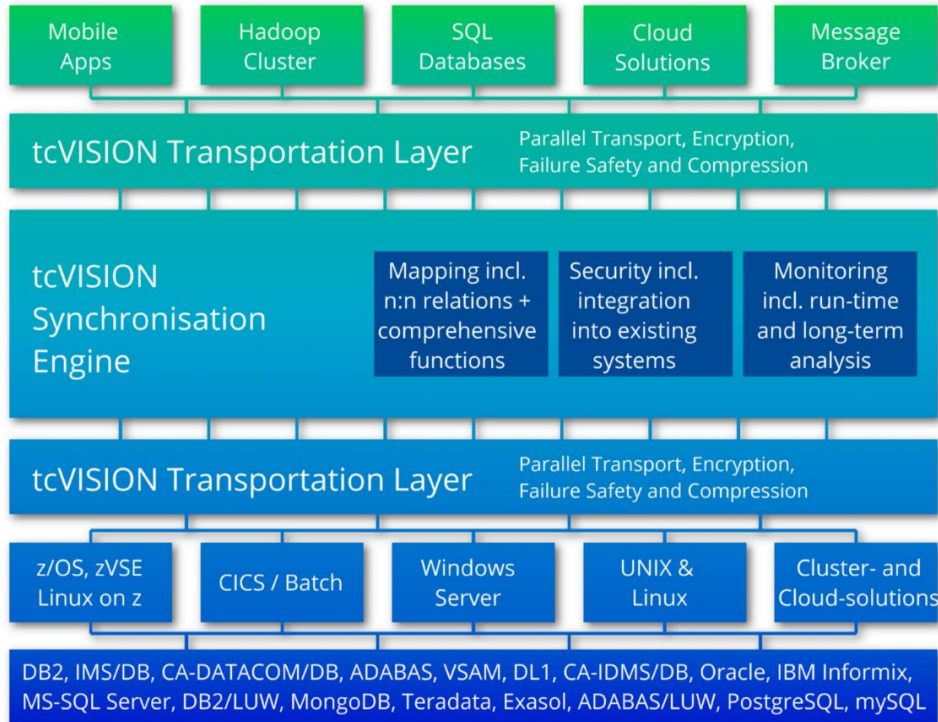 Mobile
Apps
Hadoop
Cluster
SQL
Databases
Cloud
Solutions
Message
Broker
tcVISION Transportation Layer
Parallel Transport, Encryption,
Failure Safety and Compression
tcVISION
Synchronisation
Engine
Mapping incl.
n:n relations +
comprehensive
functions
Security incl.
integration
into existing
systems
Monitoring
incl. run-time
and long-term
analysis
tcVISION Transportation Layer
Parallel Transport, Encryption,
Failure Safety and Compression
z/OS, zVSE
Linux on z
CICS / Batch
Windows
Server
UNIX &
Linux
Cluster- and
Cloud-solutions
DB2, IMS/DB, CA-DATACOM/DB, ADABAS, VSAM, DL1, CA-IDMS/DB, Oracle, IBM Informix,
MS-SQL Server, DB2/LUW, MongoDB, Teradata, Exasol, ADABAS/LUW, PostgreSQL, mySQL